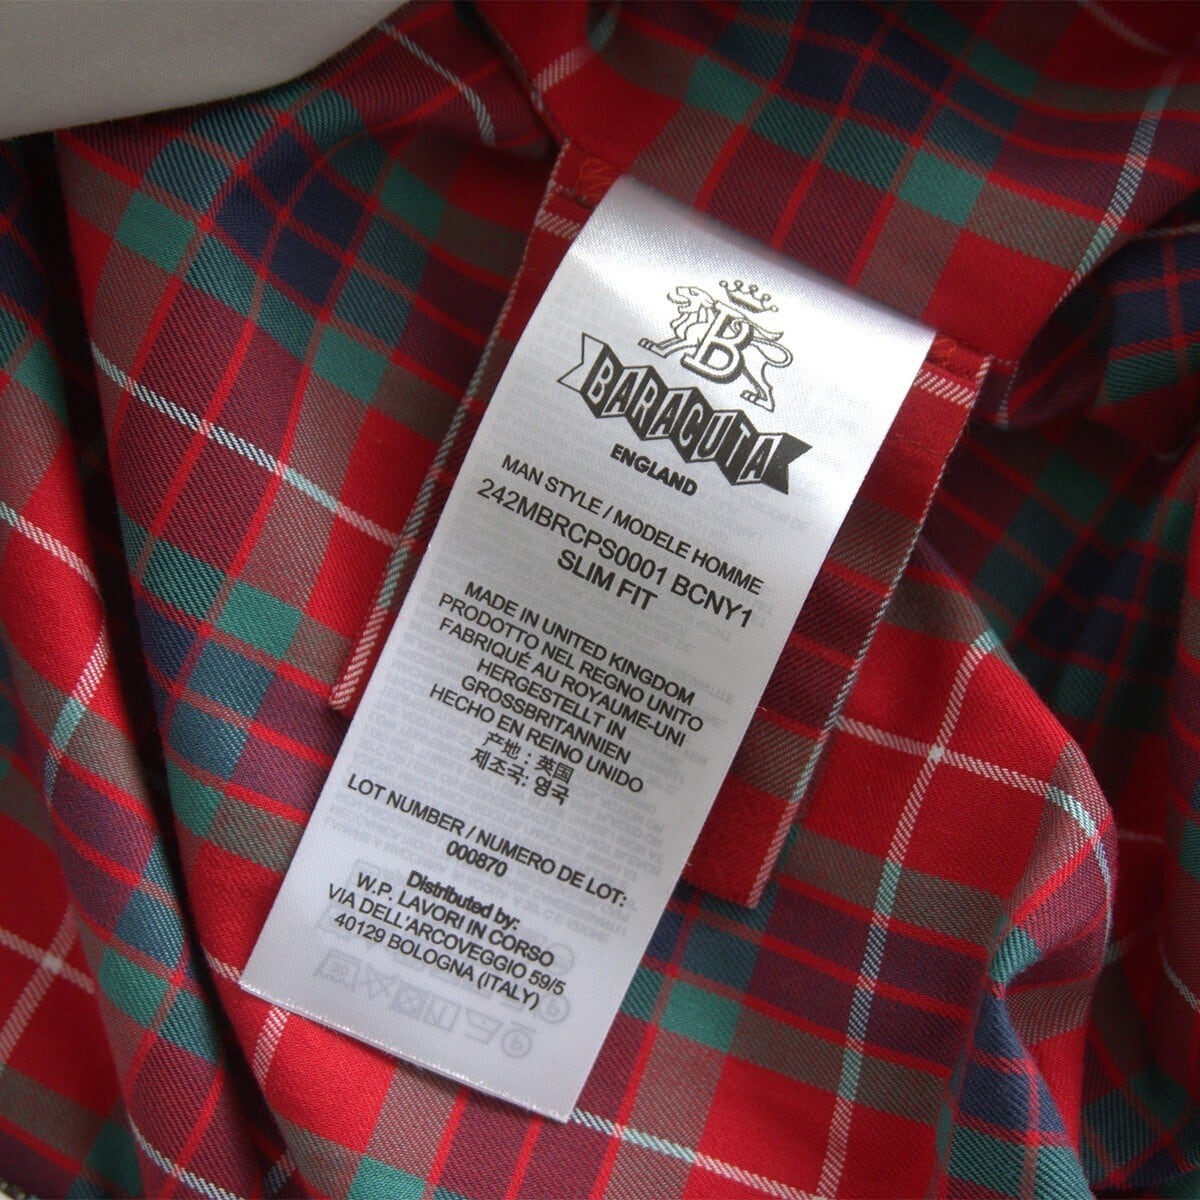 B
BARACUTA
ENGLAND
MAN STYLE / MODELE HOMME
242MBRCPS0001 BCNY1
SLIM FIT
MADE IN UNITED KINGDOM
PRODOTTO NEL REGNO UNITO
FABRIQUÉ AU ROYAUME-UNI
HERGESTELLT IN
GROSSBRITANNIEN
HECHO EN REINO UNIDO
产地 : 英国
제조국: 영국
LOT NUMBER / NUMERO DE LOT:
000870
Distributed by:
W.P. LAVORI IN CORSO
VIA DELL'ARCOVEGGIO 59/5
40129 BOLOGNA (ITALY)